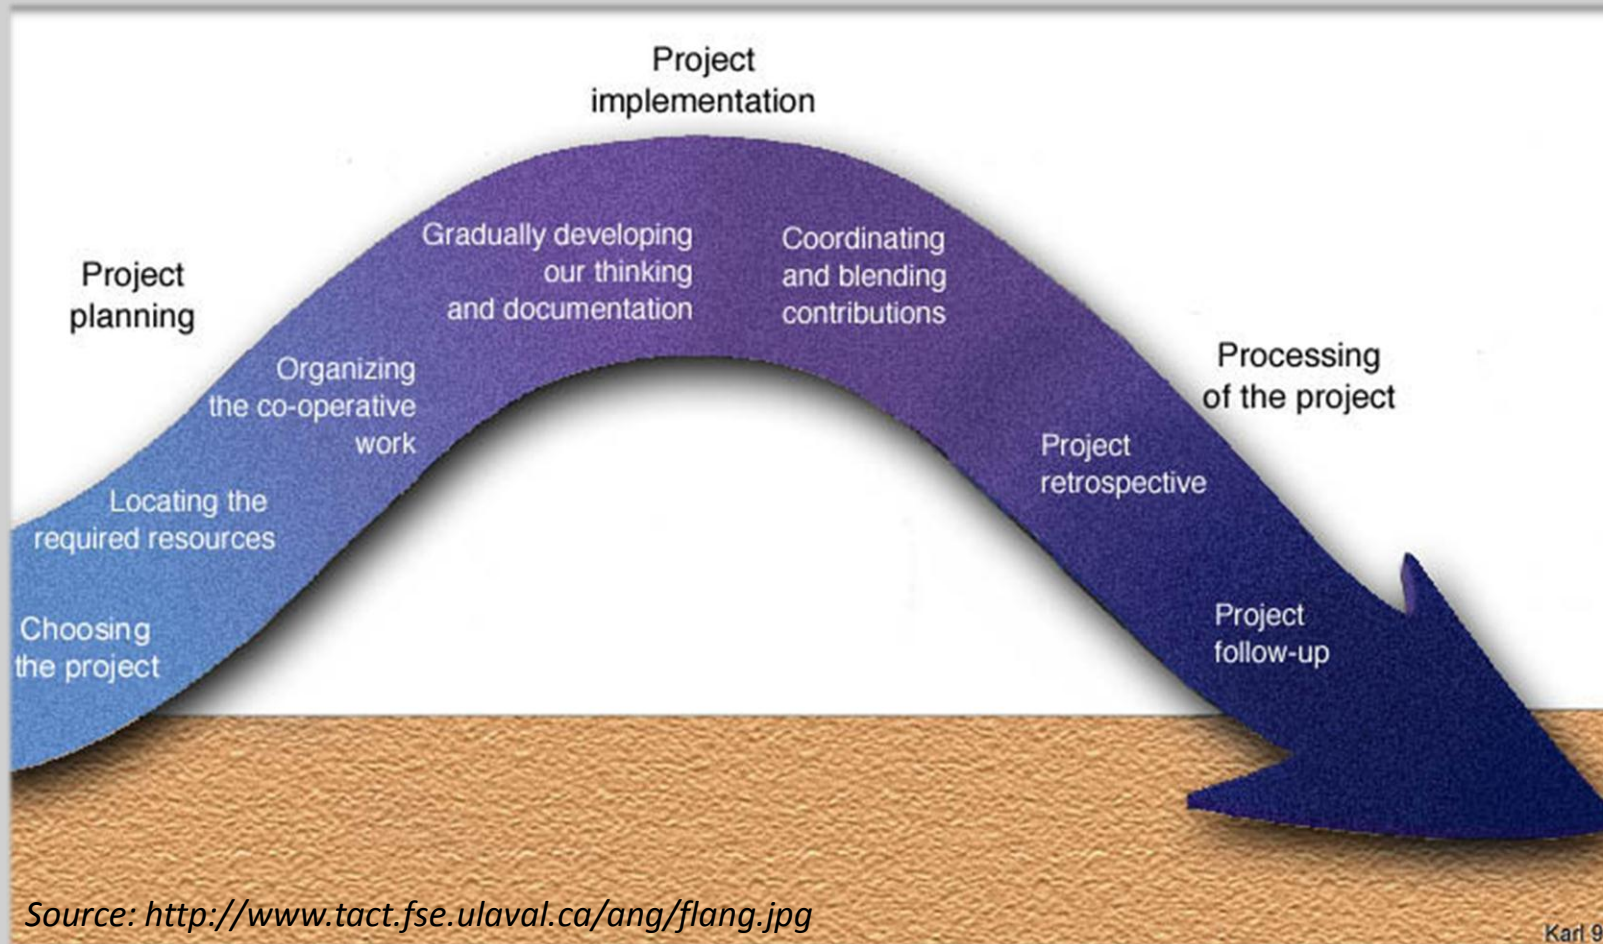 Project
implementation
Project
planning
Gradually developing
our thinking
and documentation
Coordinating
and blending
contributions
Organizing
the co-operative
work
Processing
of the project
Project
retrospective
Locating the
required resources
Choosing
the project
Project
follow-up
Source: http://www.tact.fse.ulaval.ca/ang/flang.jpg
Karl 9